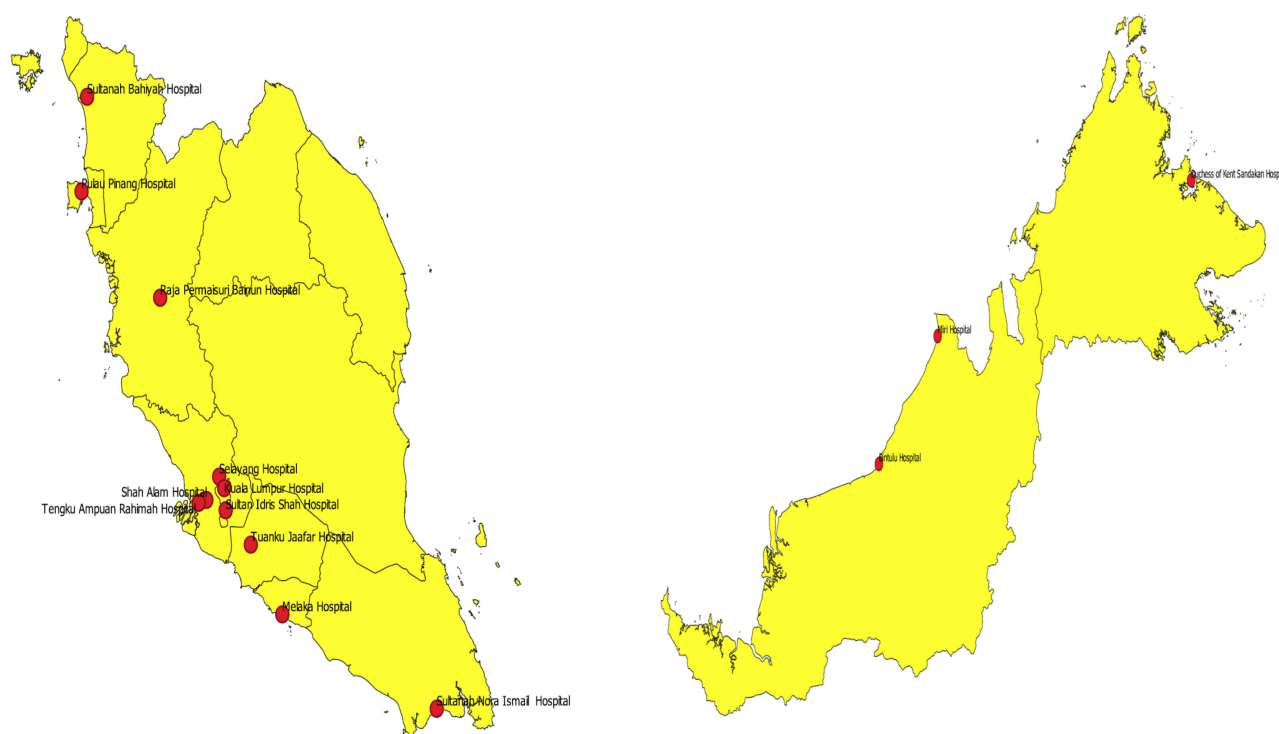 Sultanah Bahiyah Hospital
Pulau Pinang Hospital
Raja Permaisuri Bainun Hospital
Selayang Hospital
Kuala Lumpur Hospital
Shah Alam Hospital
Tengku Ampuan Rahimah Hospital
Sultan Idris Shah Hospital
Tuanku Jaafar Hospital
Melaka Hospital
Sultanah Nora Ismail Hospital
Duchess of Kent Sandakan Hosp
Miri Hospital
Bintulu Hospital